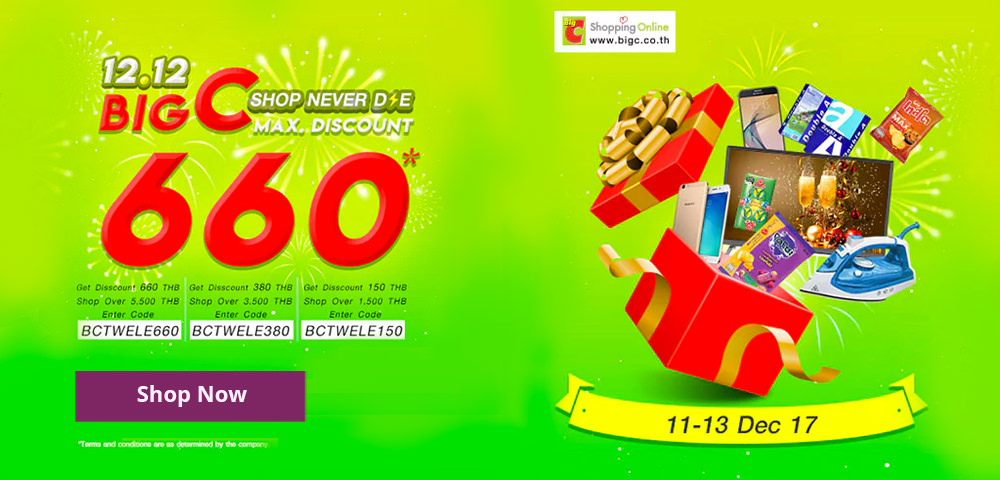 12.12
BIG C SHOP NEVER DIE
MAX. DISCOUNT
660*
Get Disscount 660 THB
Shop Over 5,500 THB
Enter Code
BCTWELE660
Get Disscount 380 THB
Shop Over 3,500 THB
Enter Code
BCTWELE380
Get Disscount 150 THB
Shop Over 1,500 THB
Enter Code
BCTWELE150
Shop Now
*Terms and conditions are as determined by the company
Big C
Shopping Online
www.bigc.co.th
Double A
MAX
11-13 Dec 17